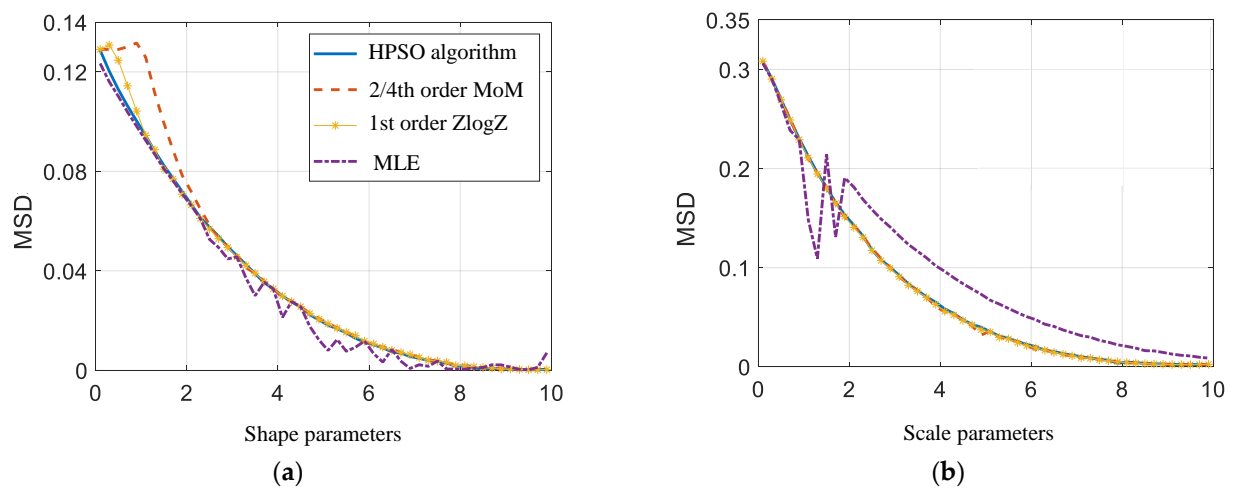 0.14
0.12
0.08
0.04
0
MSD
0 2 4 6 8 10
Shape parameters
HPSO algorithm
2/4th order MoM
1st order ZlogZ
MLE
(a)
0.3
0.2
0.1
0
MSD
0 2 4 6 8 10
Scale parameters
(b)